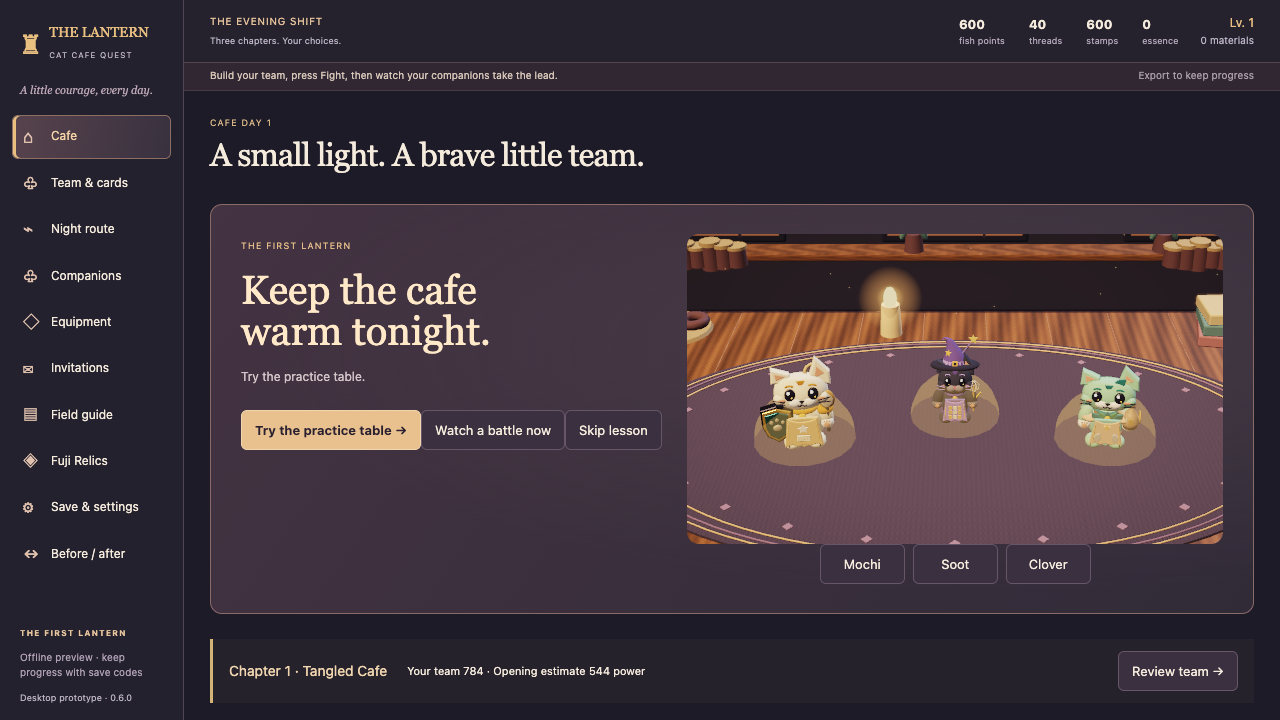 THE LANTERN
CAT CAFE QUEST
A little courage, every day.
Cafe
Team & cards
Night route
Companions
Equipment
Invitations
Field guide
Fuji Relics
Save & settings
Before / after
THE FIRST LANTERN
Offline preview · keep
progress with save codes
Desktop prototype · 0.6.0
THE EVENING SHIFT
Three chapters. Your choices.
600 fish points
40 threads
600 stamps
0 essence
Lv. 1
0 materials
Build your team, press Fight, then watch your companions take the lead.
Export to keep progress
CAFE DAY 1
A small light. A brave little team.
THE FIRST LANTERN
Keep the cafe
warm tonight.
Try the practice table.
Try the practice table →
Watch a battle now
Skip lesson
Mochi
Soot
Clover
Chapter 1 · Tangled Cafe
Your team 784 · Opening estimate 544 power
Review team →